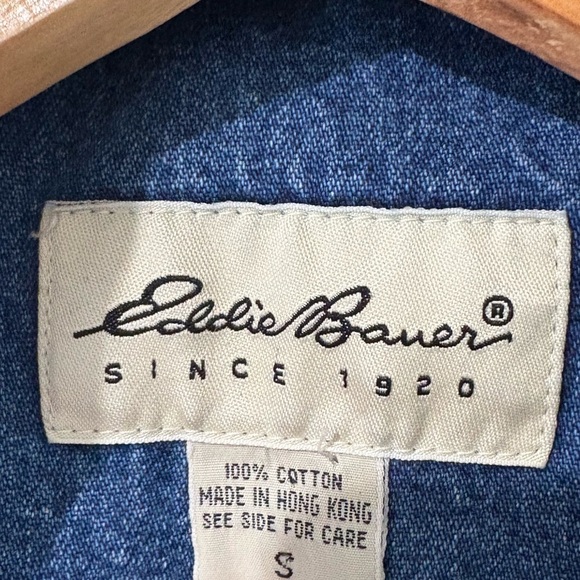 Eddie Bauer®
SINCE 1920
100% COTTON
MADE IN HONG KONG
SEE SIDE FOR CARE
S